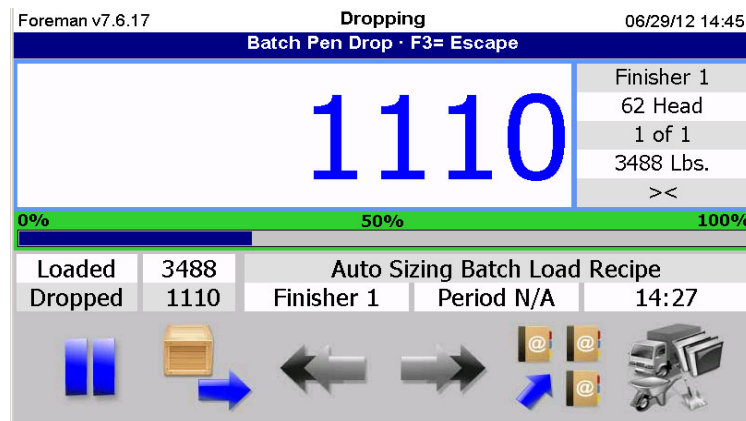 Foreman v7.6.17 Dropping 06/29/12 14:45
Batch Pen Drop · F3= Escape
1110
Finisher 1
62 Head
1 of 1
3488 Lbs.
><
0% 50% 100%
Loaded 3488 Auto Sizing Batch Load Recipe
Dropped 1110 Finisher 1 Period N/A 14:27
@ @
@